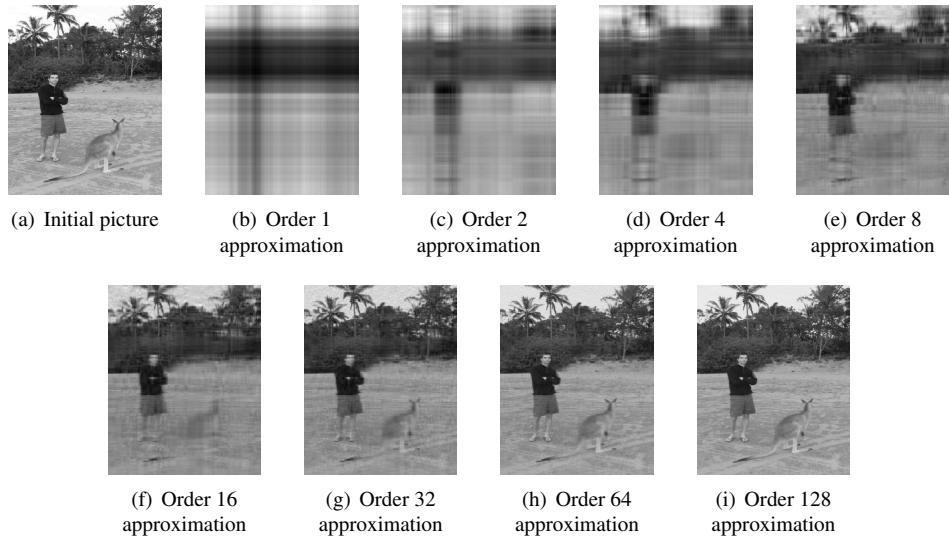 (a) Initial picture
(b) Order 1
approximation
(c) Order 2
approximation
(d) Order 4
approximation
(e) Order 8
approximation
(f) Order 16
approximation
(g) Order 32
approximation
(h) Order 64
approximation
(i) Order 128
approximation